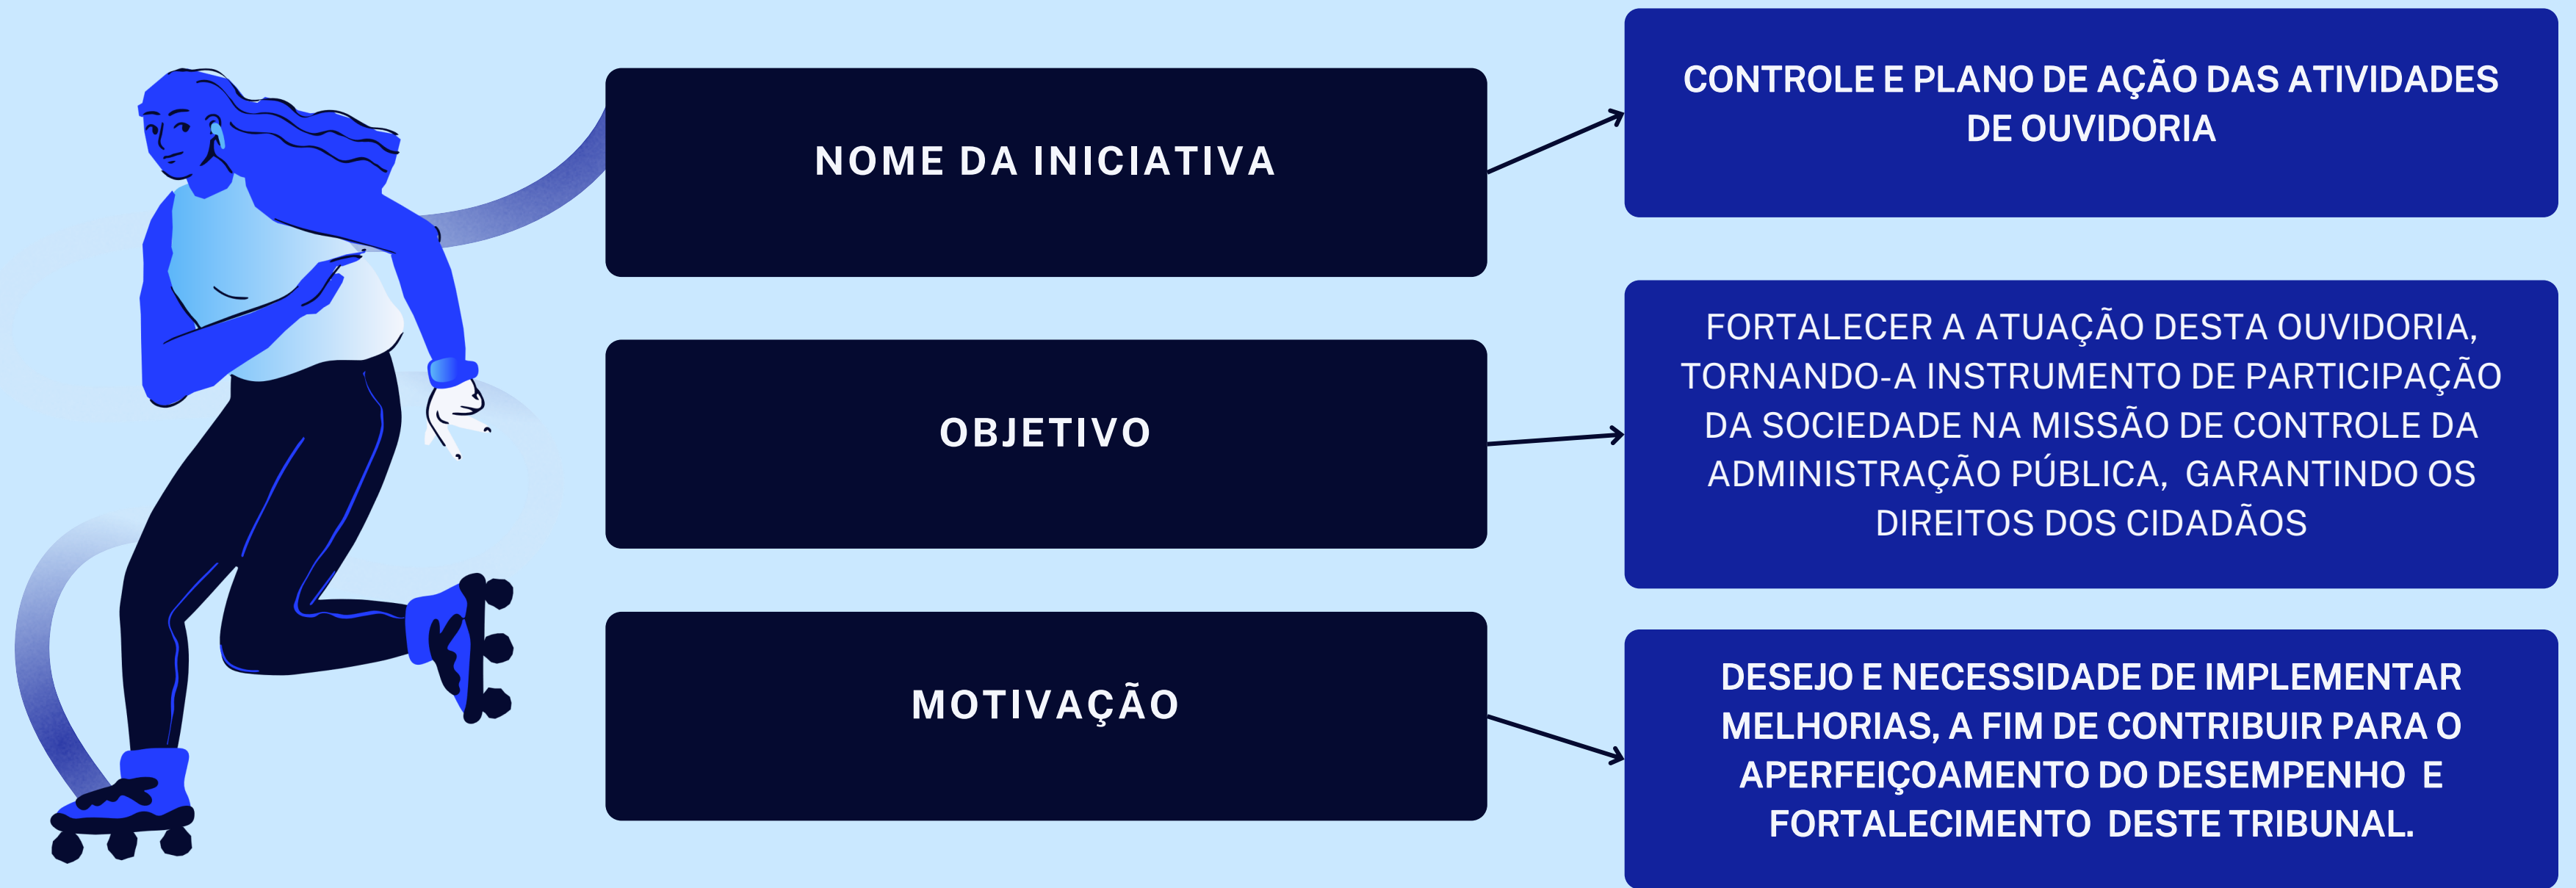 NOME DA INICIATIVA
CONTROLE E PLANO DE AÇÃO DAS ATIVIDADES
DE OUVIDORIA
OBJETIVO
FORTALECER A ATUAÇÃO DESTA OUVIDORIA,
TORNANDO-A INSTRUMENTO DE PARTICIPAÇÃO
DA SOCIEDADE NA MISSÃO DE CONTROLE DA
ADMINISTRAÇÃO PÚBLICA, GARANTINDO OS
DIREITOS DOS CIDADÃOS
MOTIVAÇÃO
DESEJO E NECESSIDADE DE IMPLEMENTAR
MELHORIAS, A FIM DE CONTRIBUIR PARA O
APERFEIÇOAMENTO DO DESEMPENHO E
FORTALECIMENTO DESTE TRIBUNAL.